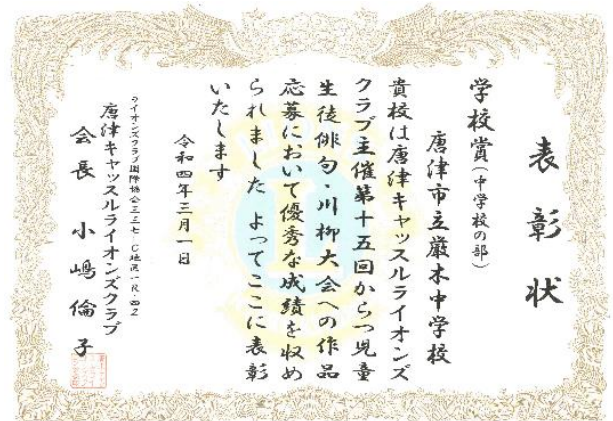 表彰状
学校賞(中学校の部)
唐津市立厳木中学校
貴校は唐津キャッスルライオンズ
クラブ主催第十五回からつ児童
生徒俳句・川柳大会への作品
応募において優秀な成績を収め
られました よってここに表彰
いたします
令和四年三月一日
ライオンズクラブ国際協会三三七-C地区一R・四Z
唐津キャッスルライオンズクラブ
会長 小嶋倫子